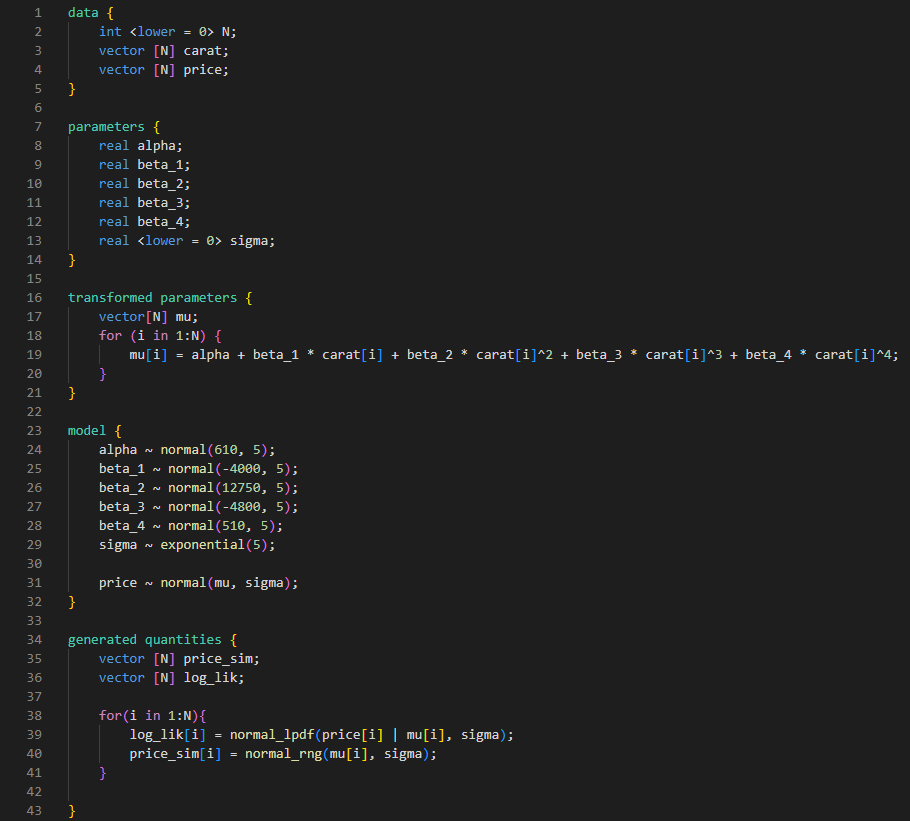 1 data {
2     int <lower = 0> N;
3     vector [N] carat;
4     vector [N] price;
5 }
6
7 parameters {
8     real alpha;
9     real beta_1;
10     real beta_2;
11     real beta_3;
12     real beta_4;
13     real <lower = 0> sigma;
14 }
15
16 transformed parameters {
17     vector[N] mu;
18     for (i in 1:N) {
19         mu[i] = alpha + beta_1 * carat[i] + beta_2 * carat[i]^2 + beta_3 * carat[i]^3 + beta_4 * carat[i]^4;
20     }
21 }
22
23 model {
24     alpha ~ normal(610, 5);
25     beta_1 ~ normal(-4000, 5);
26     beta_2 ~ normal(12750, 5);
27     beta_3 ~ normal(-4800, 5);
28     beta_4 ~ normal(510, 5);
29     sigma ~ exponential(5);
30
31     price ~ normal(mu, sigma);
32 }
33
34 generated quantities {
35     vector [N] price_sim;
36     vector [N] log_lik;
37
38     for(i in 1:N){
39         log_lik[i] = normal_lpdf(price[i] | mu[i], sigma);
40         price_sim[i] = normal_rng(mu[i], sigma);
41     }
42
43 }